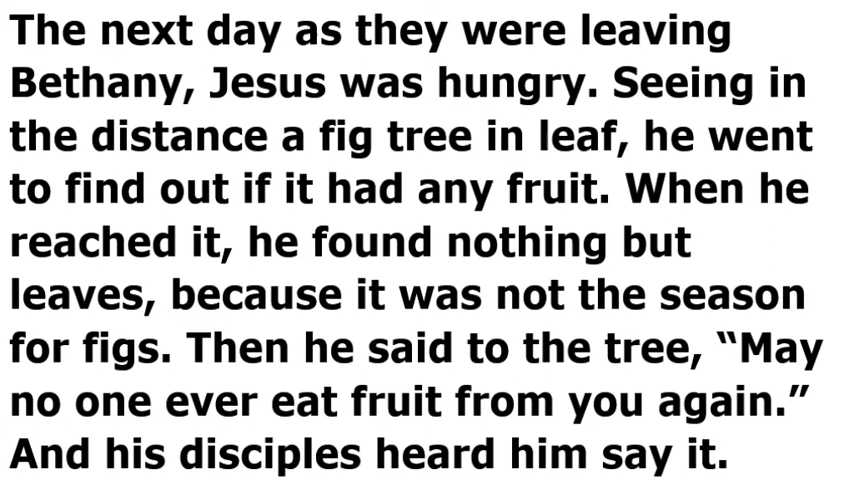 The next day as they were leaving
Bethany, Jesus was hungry. Seeing in
the distance a fig tree in leaf, he went
to find out if it had any fruit. When he
reached it, he found nothing but
leaves, because it was not the season
for figs. Then he said to the tree, “May
no one ever eat fruit from you again.”
And his disciples heard him say it.